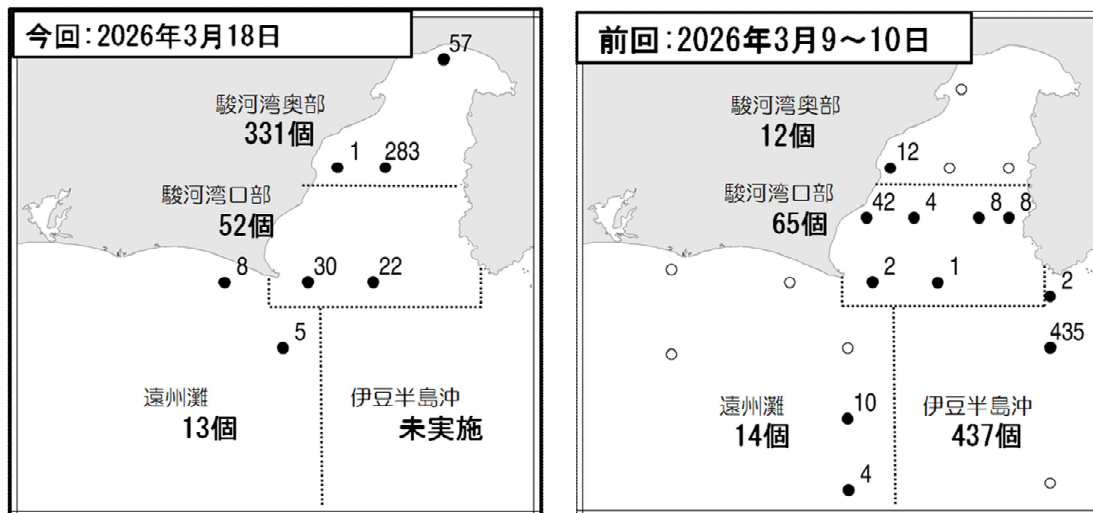 今回：2026年3月18日
57
駿河湾奥部
331個
1
283
駿河湾口部
52個
8
30
22
5
遠州灘
13個
伊豆半島沖
未実施
前回：2026年3月9～10日
駿河湾奥部
12個
12
駿河湾口部
65個
42
4
8
8
2
1
2
435
遠州灘
14個
10
伊豆半島沖
437個
4